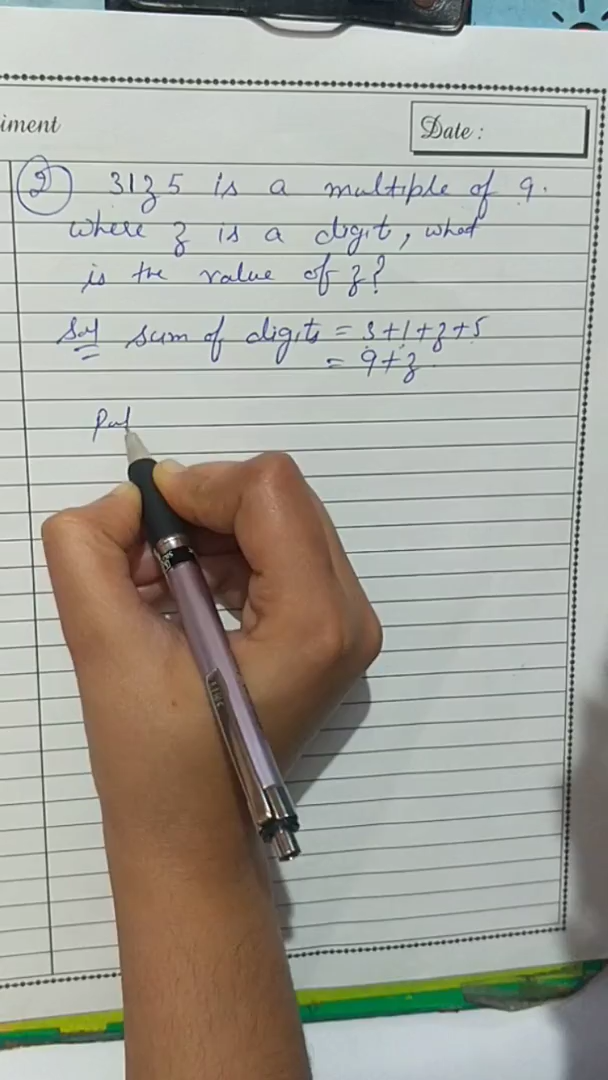 iment
Date :
2 31z5 is a multiple of 9.
where z is a digit, what
is the value of z?
Sol sum of digits = 3+1+z+5
= 9+z
Put